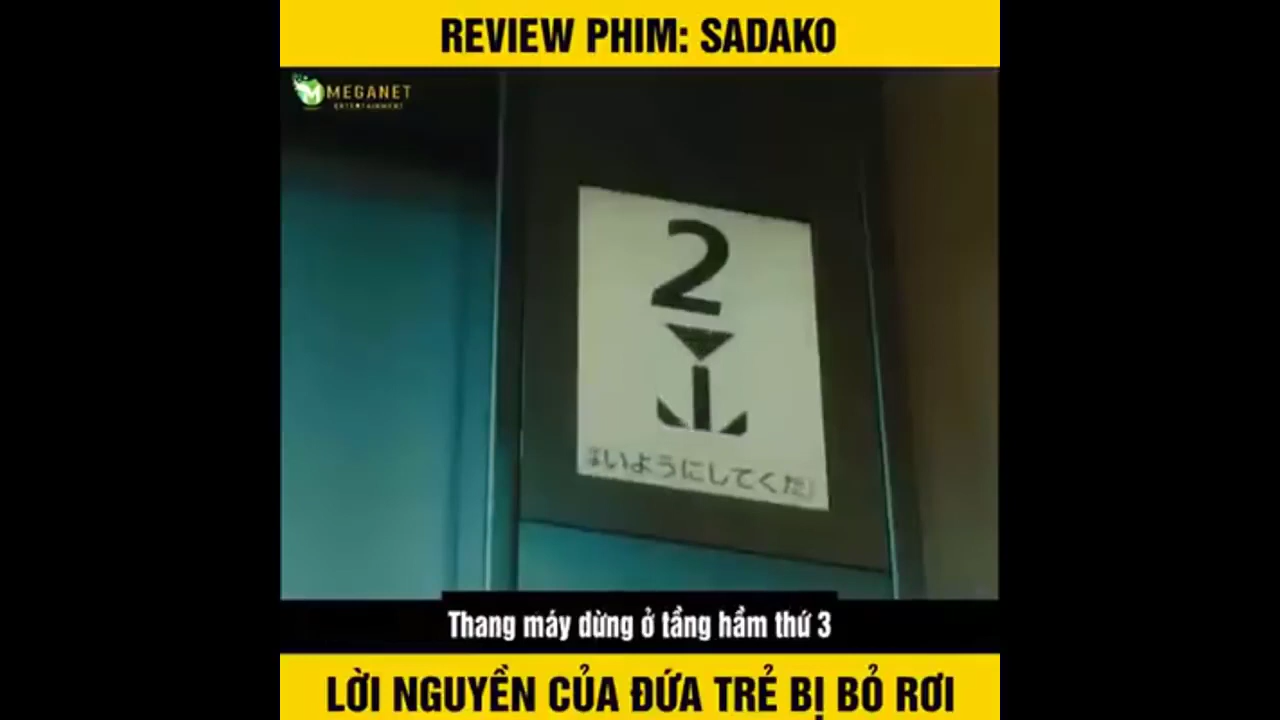 REVIEW PHIM: SADAKO
MEGANET
ENTERTAINMENT
2
いようにしてくだ
Thang máy dừng ở tầng hầm thứ 3
LỜI NGUYỀN CỦA ĐỨA TRẺ BỊ BỎ RƠI